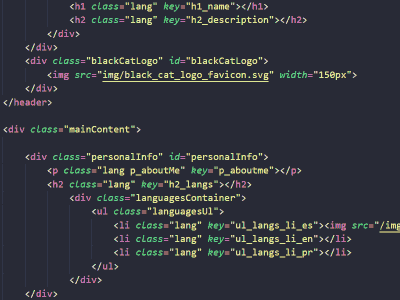 <h1 class="lang" key="h1_name"></h1>
<h2 class="lang" key="h2_description"></h2>
</div>
</div>
<div class="blackCatLogo" id="blackCatLogo">
<img src="img/black_cat_logo_favicon.svg" width="150px">
</div>
</header>
<div class="mainContent">
<div class="personalInfo" id="personalInfo">
<p class="lang p_aboutMe" key="p_aboutme"></p>
<h2 class="lang" key="h2_langs"></h2>
<div class="languagesContainer">
<ul class="languagesUl">
<li class="lang" key="ul_langs_li_es"><img src="/img
<li class="lang" key="ul_langs_li_en"></li>
<li class="lang" key="ul_langs_li_pr"></li>
</ul>
</div>
</div>